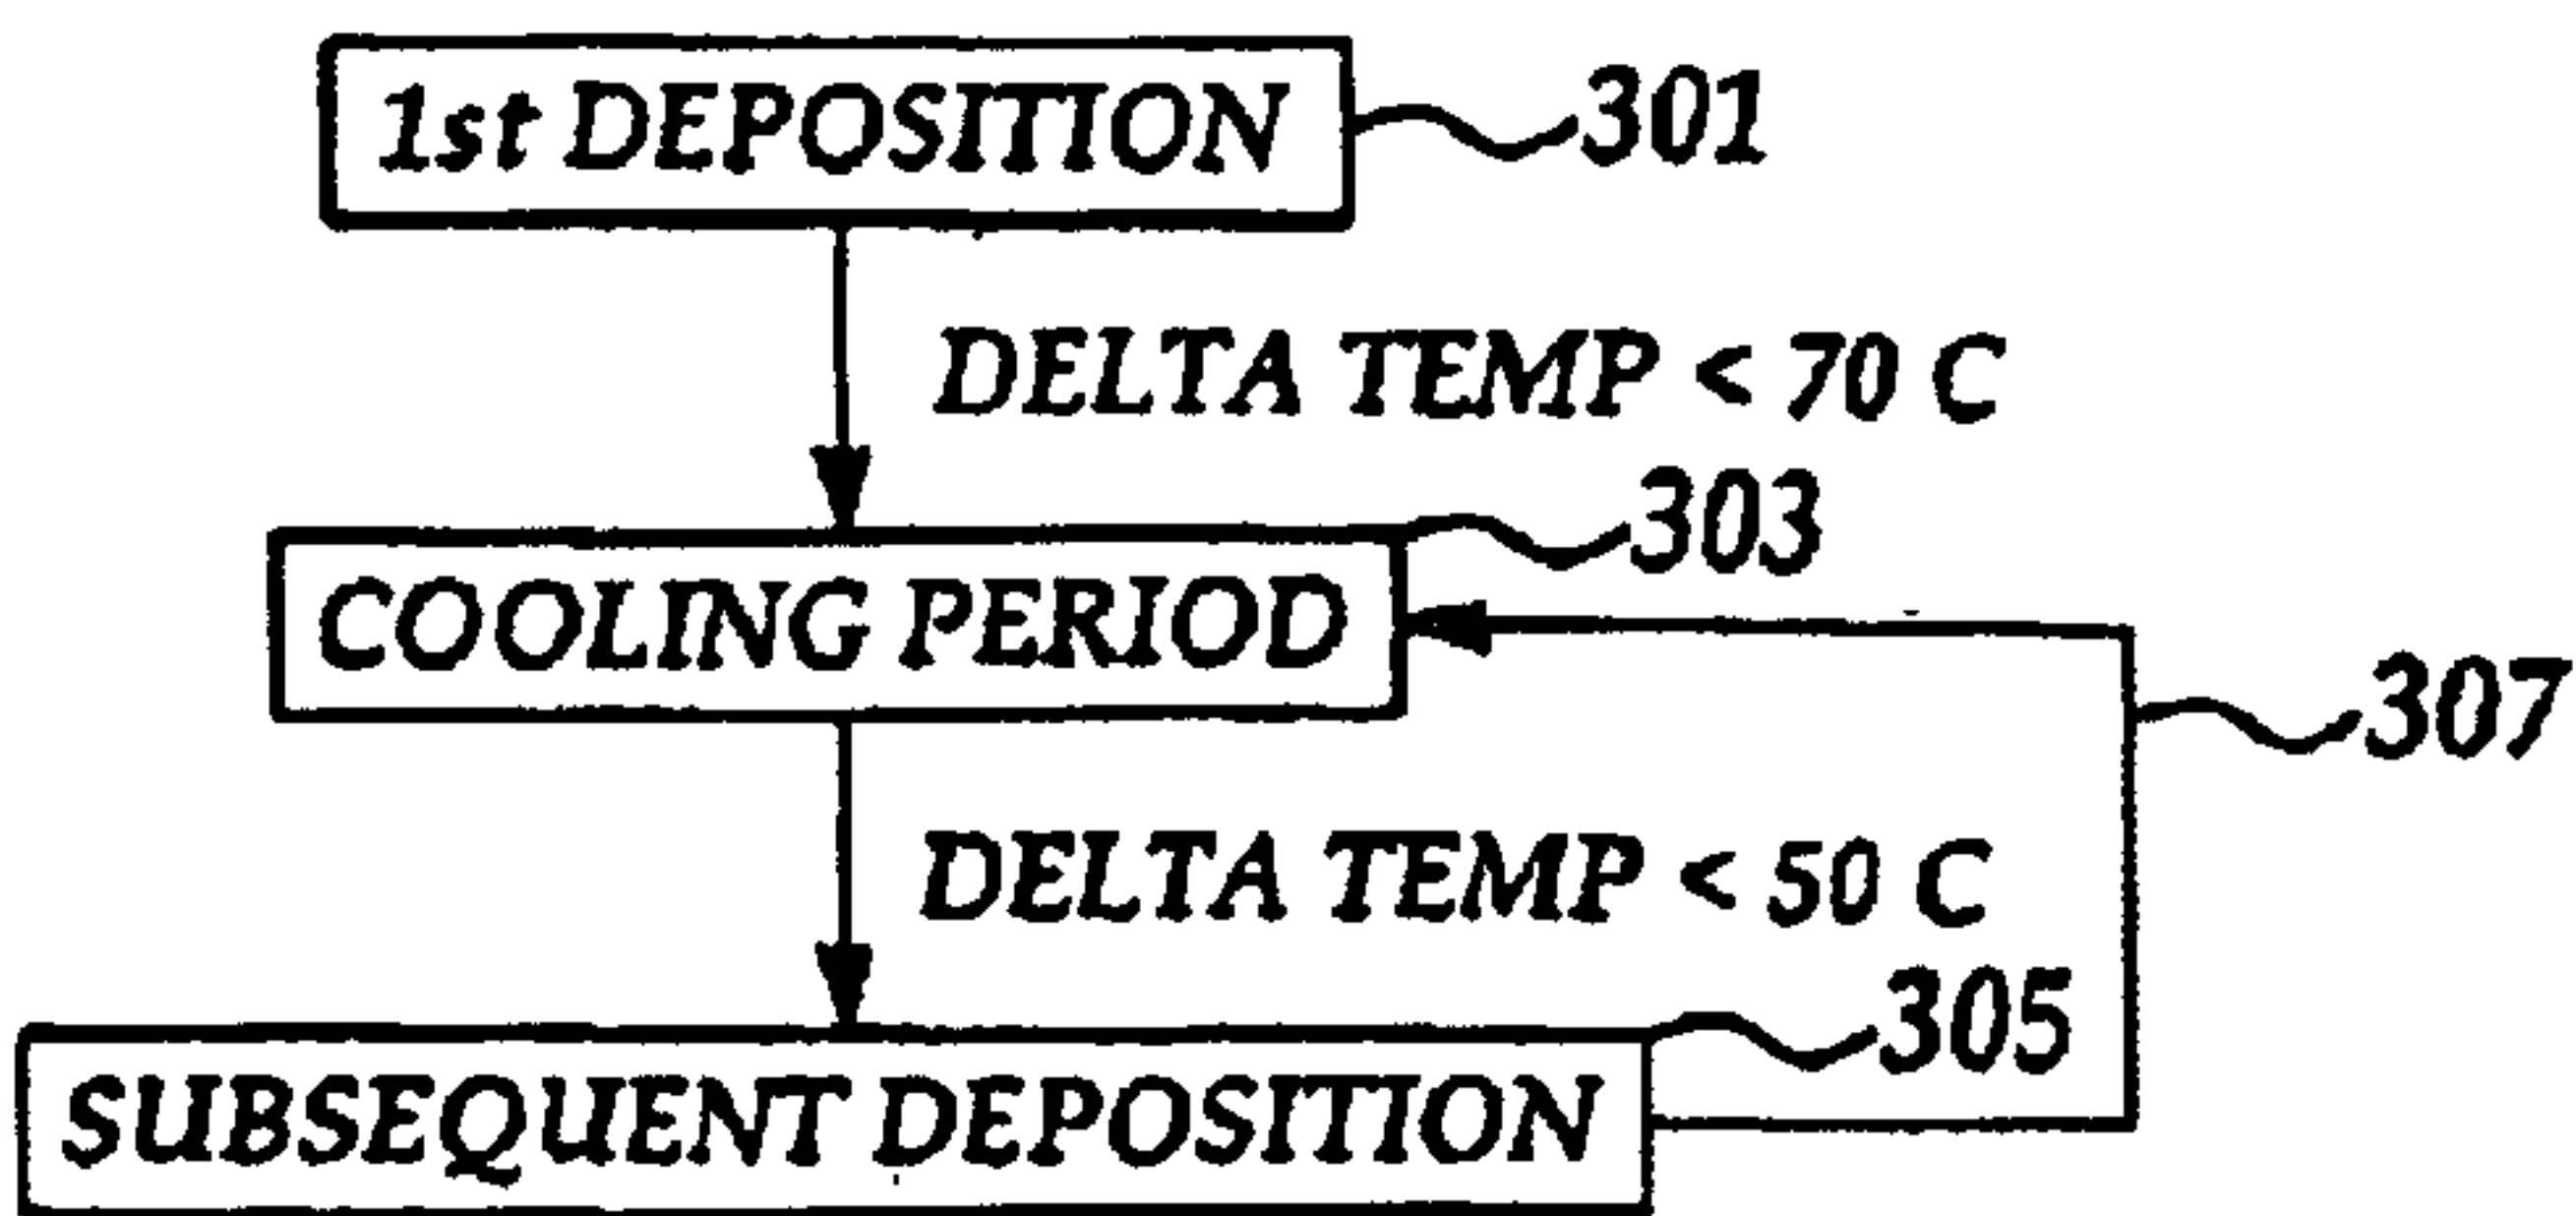 1st DEPOSITION
301
DELTA TEMP < 70 C
303
COOLING PERIOD
307
DELTA TEMP < 50 C
305
SUBSEQUENT DEPOSITION